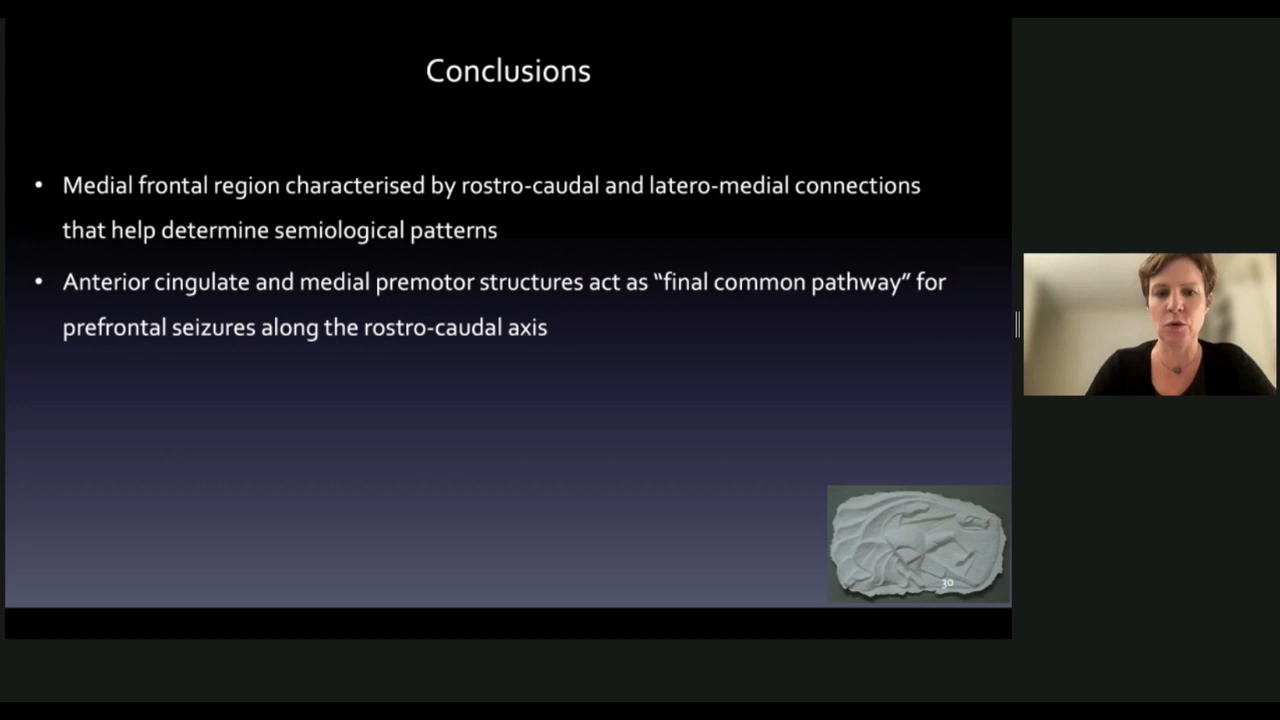 Conclusions
• Medial frontal region characterised by rostro-caudal and latero-medial connections
that help determine semiological patterns
• Anterior cingulate and medial premotor structures act as “final common pathway” for
prefrontal seizures along the rostro-caudal axis
30